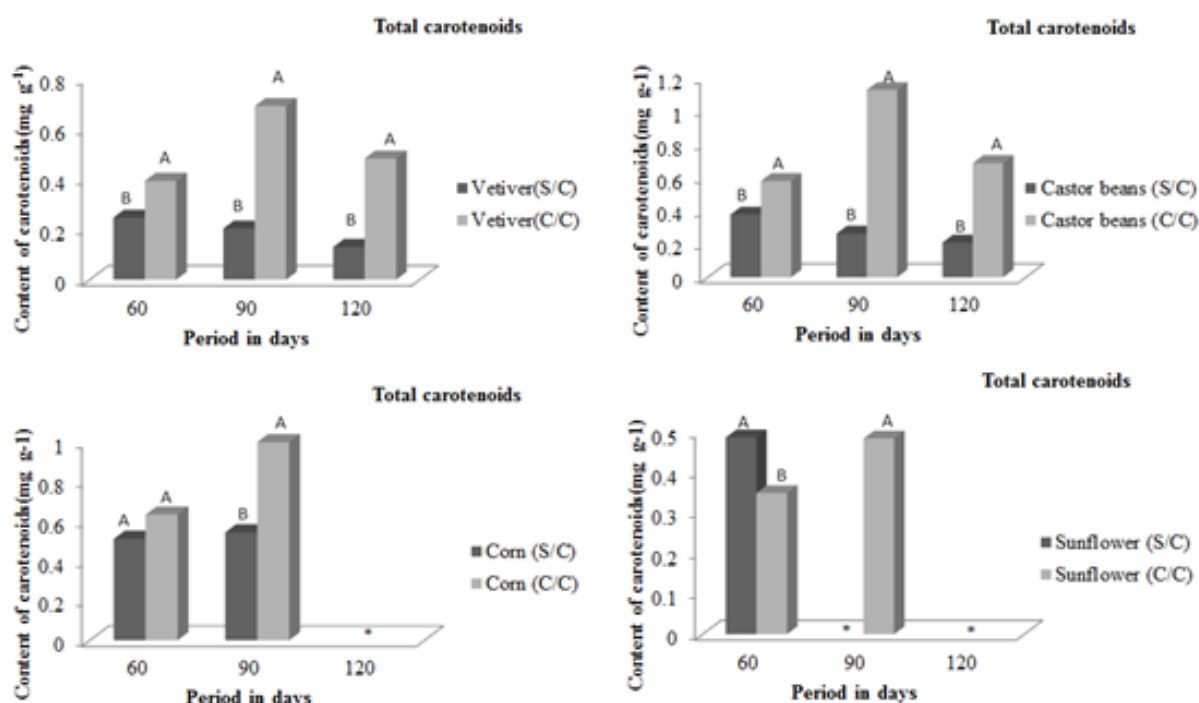 Total carotenoids
Content of carotenoids(mg g-1)
0.8
0.6
0.4
0.2
0
B
A
B
A
B
A
60
90
120
Period in days
Vetiver(S/C)
Vetiver(C/C)
Total carotenoids
Content of carotenoids(mg g-1)
1.2
1
0.8
0.6
0.4
0.2
0
B
A
B
A
B
A
60
90
120
Period in days
Castor beans (S/C)
Castor beans (C/C)
Total carotenoids
Content of carotenoids(mg g-1)
1
0.8
0.6
0.4
0.2
0
A
A
B
A
*
60
90
120
Period in days
Corn (S/C)
Corn (C/C)
Total carotenoids
Content of carotenoids(mg g-1)
0.5
0.4
0.3
0.2
0.1
0
A
B
*
A
*
60
90
120
Period in days
Sunflower (S/C)
Sunflower (C/C)